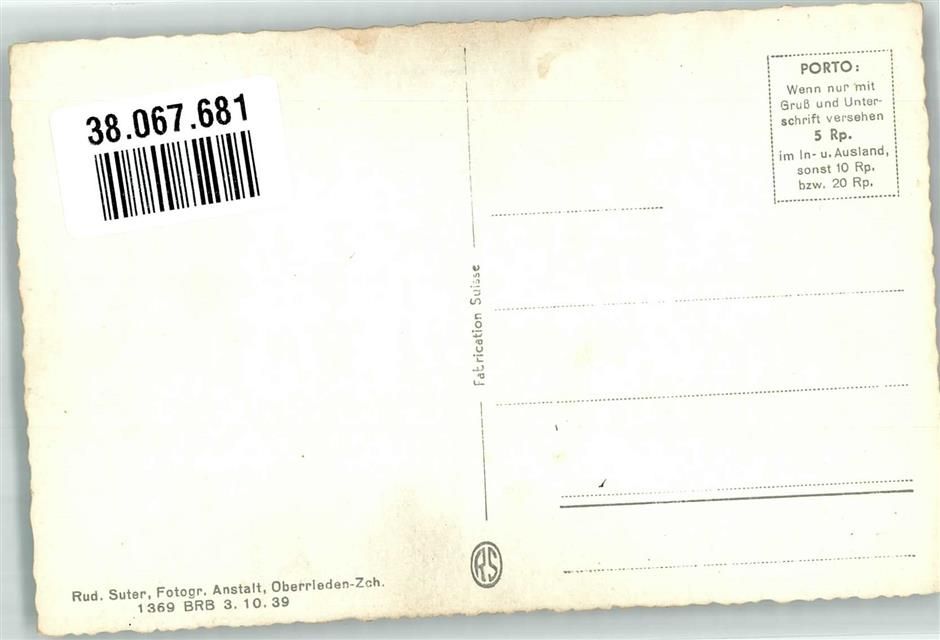 38.067.681
PORTO:
Wenn nur mit
Gruß und Unter-
schrift versehen
5 Rp.
im In- u. Ausland,
sonst 10 Rp.
bzw. 20 Rp.
Fabrication Suisse
RS
Rud. Suter, Fotogr. Anstalt, Oberrieden-Zch.
1369 BRB 3. 10. 39